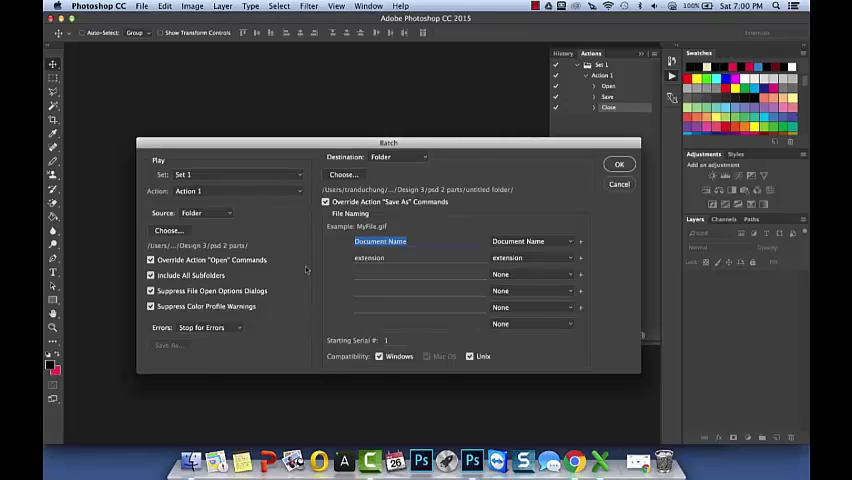 Photoshop CC File Edit Image Layer Type Select Filter View Window Help 100% Sat 7:00 PM
Adobe Photoshop CC 2015
Auto-Select: Group Show Transform Controls
History Actions
Swatches
Set 1
Action 1
Open
Save
Close
Batch
Play
Destination: Folder
OK
Set: Set 1
Choose...
Cancel
Action: Action 1
/Users/tranduchung/.../Design 3/psd 2 parts/untitled folder/
Override Action "Save As" Commands
Source: Folder
File Naming
Choose...
Example: MyFile.gif
/Users/.../Design 3/psd 2 parts/
Document Name Document Name +
Override Action "Open" Commands
extension extension +
Include All Subfolders
None +
Suppress File Open Options Dialogs
None +
Suppress Color Profile Warnings
None +
Errors: Stop for Errors
None
Save As...
Starting Serial #: 1
Compatibility: Windows Mac OS Unix
Adjustments Styles
Add an adjustment
Layers Channels Paths
26
Ps
Ps